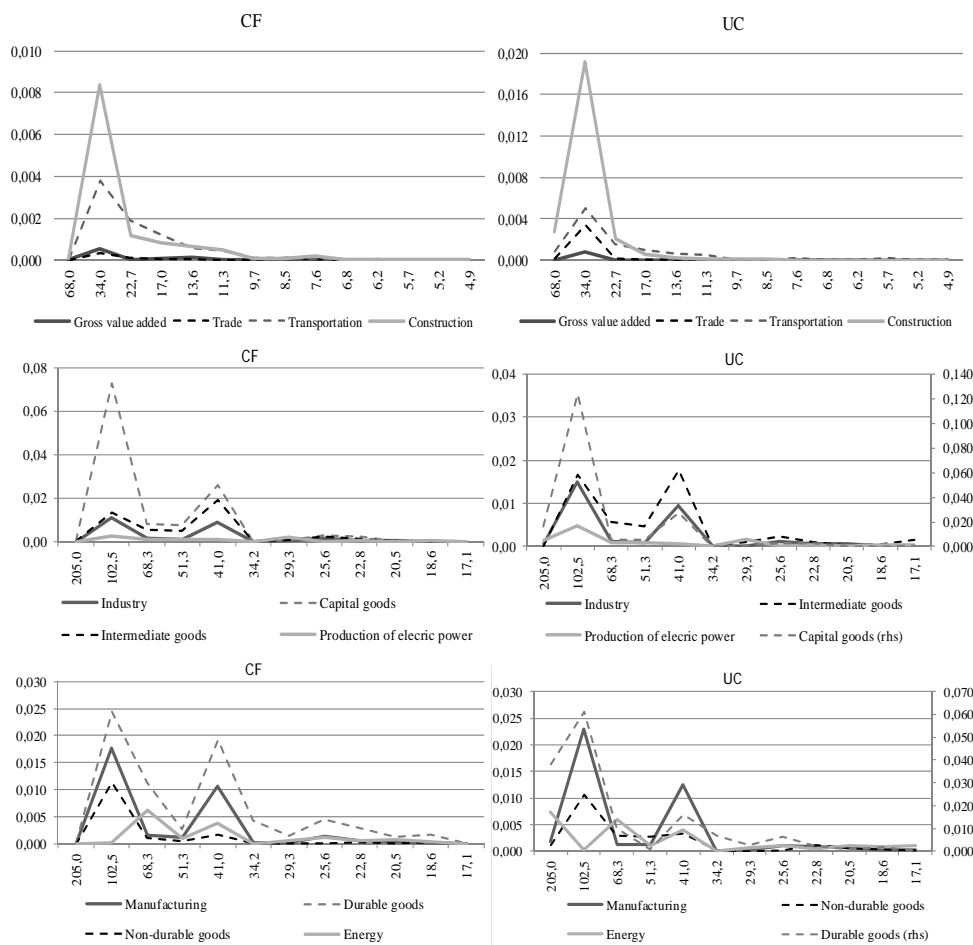 CF
0,010
0,008
0,006
0,004
0,002
0,000
68,0 34,0 22,7 17,0 13,6 11,3 9,7 8,5 7,6 6,8 6,2 5,7 5,2 4,9
Gross value added Trade Transportation Construction
UC
0,020
0,016
0,012
0,008
0,004
0,000
68,0 34,0 22,7 17,0 13,6 11,3 9,7 8,5 7,6 6,8 6,2 5,7 5,2 4,9
Gross value added Trade Transportation Construction
CF
0,08
0,06
0,04
0,02
0,00
205,0 102,5 68,3 51,3 41,0 34,2 29,3 25,6 22,8 20,5 18,6 17,1
Industry Capital goods
Intermediate goods Production of elecric power
UC
0,04 0,140
0,120
0,03 0,100
0,080
0,02
0,060
0,01 0,040
0,020
0,00 0,000
205,0 102,5 68,3 51,3 41,0 34,2 29,3 25,6 22,8 20,5 18,6 17,1
Industry Intermediate goods
Production of elecric power Capital goods (rhs)
CF
0,030
0,025
0,020
0,015
0,010
0,005
0,000
205,0 102,5 68,3 51,3 41,0 34,2 29,3 25,6 22,8 20,5 18,6 17,1
Manufacturing Durable goods
Non-durable goods Energy
UC
0,030 0,070
0,025 0,060
0,020 0,050
0,040
0,015
0,030
0,010 0,020
0,005 0,010
0,000 0,000
205,0 102,5 68,3 51,3 41,0 34,2 29,3 25,6 22,8 20,5 18,6 17,1
Manufacturing Non-durable goods
Energy Durable goods (rhs)